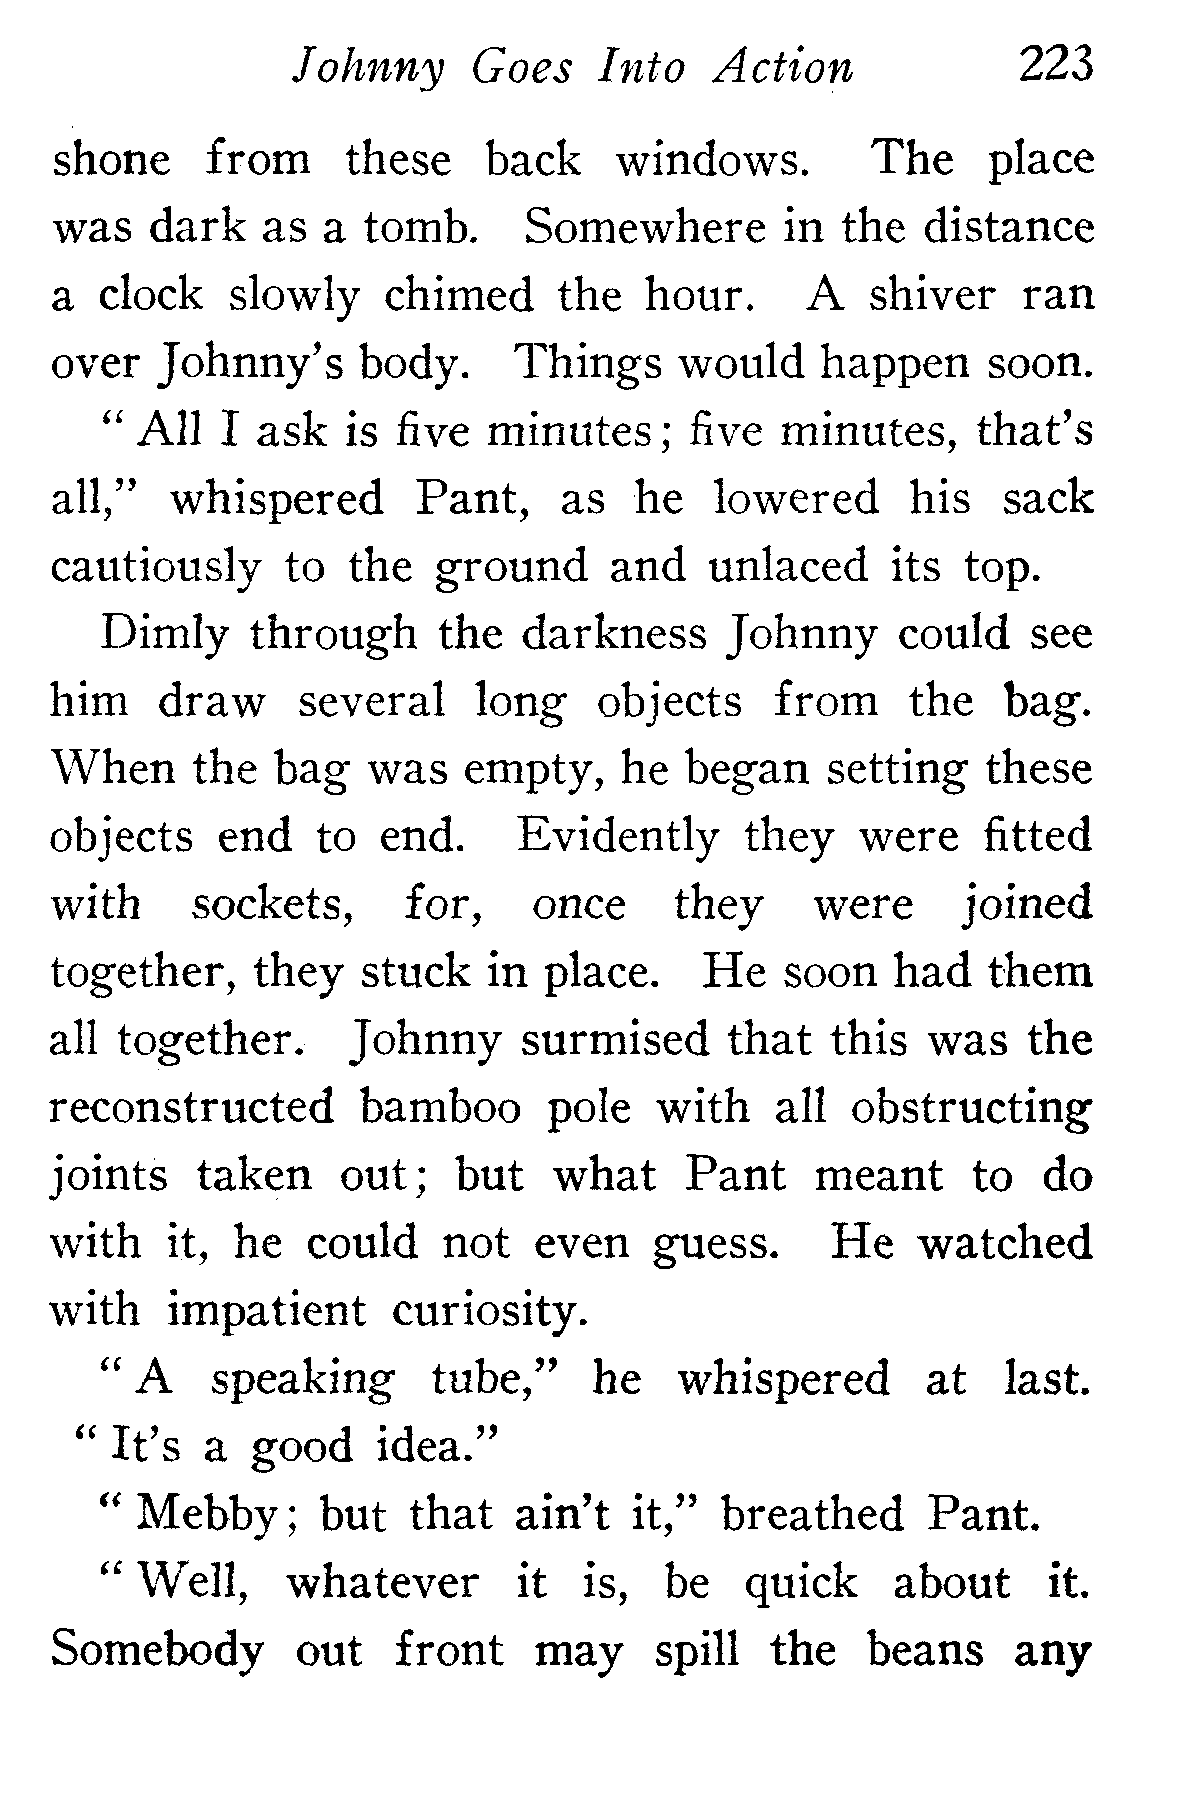 Johnny Goes Into Action 223
shone from these back windows. The place
was dark as a tomb. Somewhere in the distance
a clock slowly chimed the hour. A shiver ran
over Johnny's body. Things would happen soon.
“ All I ask is five minutes; five minutes, that's
all,” whispered Pant, as he lowered his sack
cautiously to the ground and unlaced its top.
Dimly through the darkness Johnny could see
him draw several long objects from the bag.
When the bag was empty, he began setting these
objects end to end. Evidently they were fitted
with sockets, for, once they were joined
together, they stuck in place. He soon had them
all together. Johnny surmised that this was the
reconstructed bamboo pole with all obstructing
joints taken out; but what Pant meant to do
with it, he could not even guess. He watched
with impatient curiosity.
“ A speaking tube,” he whispered at last.
“ It's a good idea.”
“ Mebby; but that ain't it,” breathed Pant.
“ Well, whatever it is, be quick about it.
Somebody out front may spill the beans any